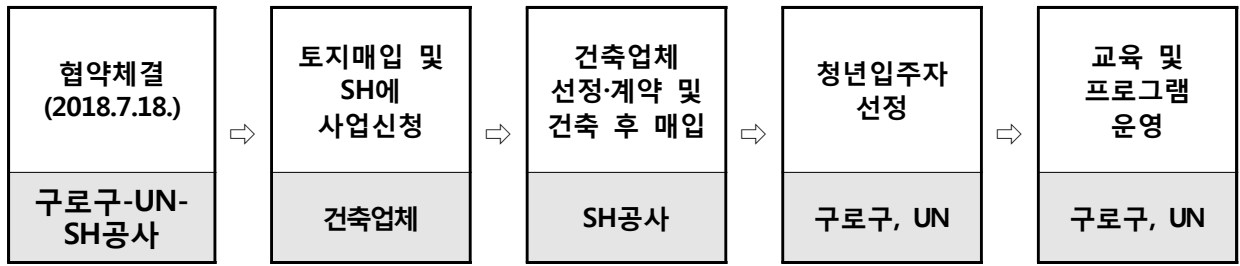 협약체결
(2018.7.18.)
구로구-UN-
SH공사
⇨
토지매입 및
SH에
사업신청
건축업체
⇨
건축업체
선정·계약 및
건축 후 매입
SH공사
⇨
청년입주자
선정
구로구, UN
⇨
교육 및
프로그램
운영
구로구, UN